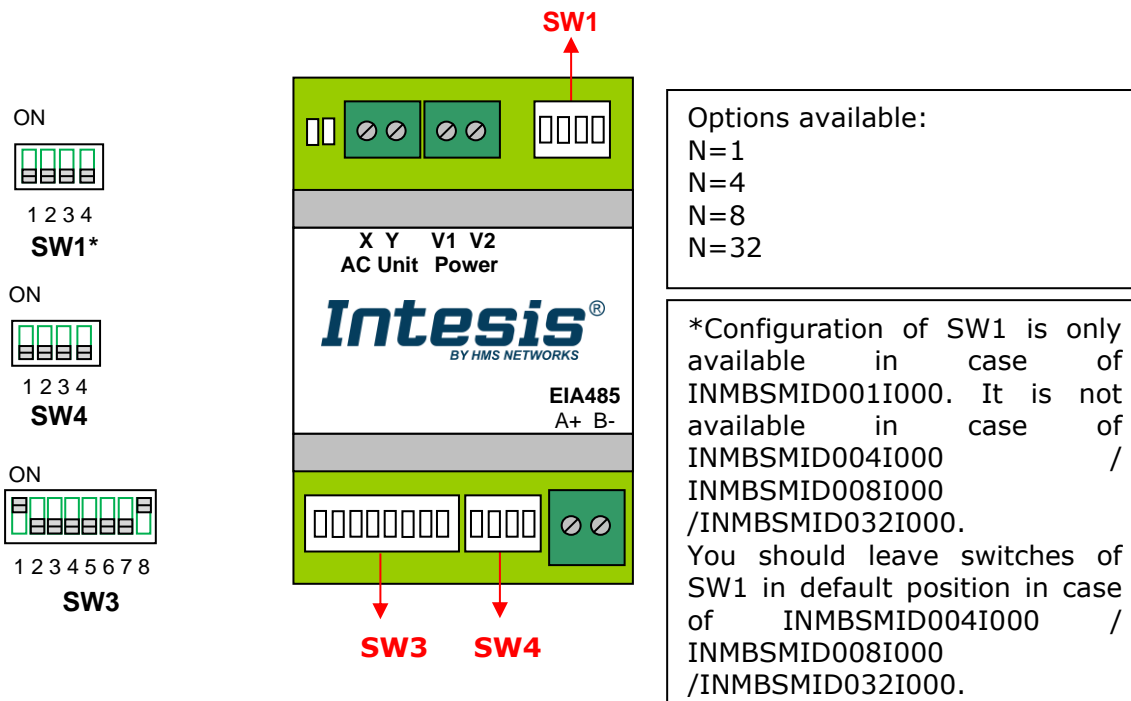 SW1
ON
1 2 3 4
SW1*
ON
1 2 3 4
SW4
ON
1 2 3 4 5 6 7 8
SW3
X Y V1 V2
AC Unit Power
Intesis®
BY HMS NETWORKS
EIA485
A+ B-
SW3 SW4
Options available:
N=1
N=4
N=8
N=32
*Configuration of SW1 is only
available in case of
INMBSMID001I000. It is not
available in case of
INMBSMID004I000 /
INMBSMID008I000
/INMBSMID032I000.
You should leave switches of
SW1 in default position in case
of INMBSMID004I000 /
INMBSMID008I000
/INMBSMID032I000.